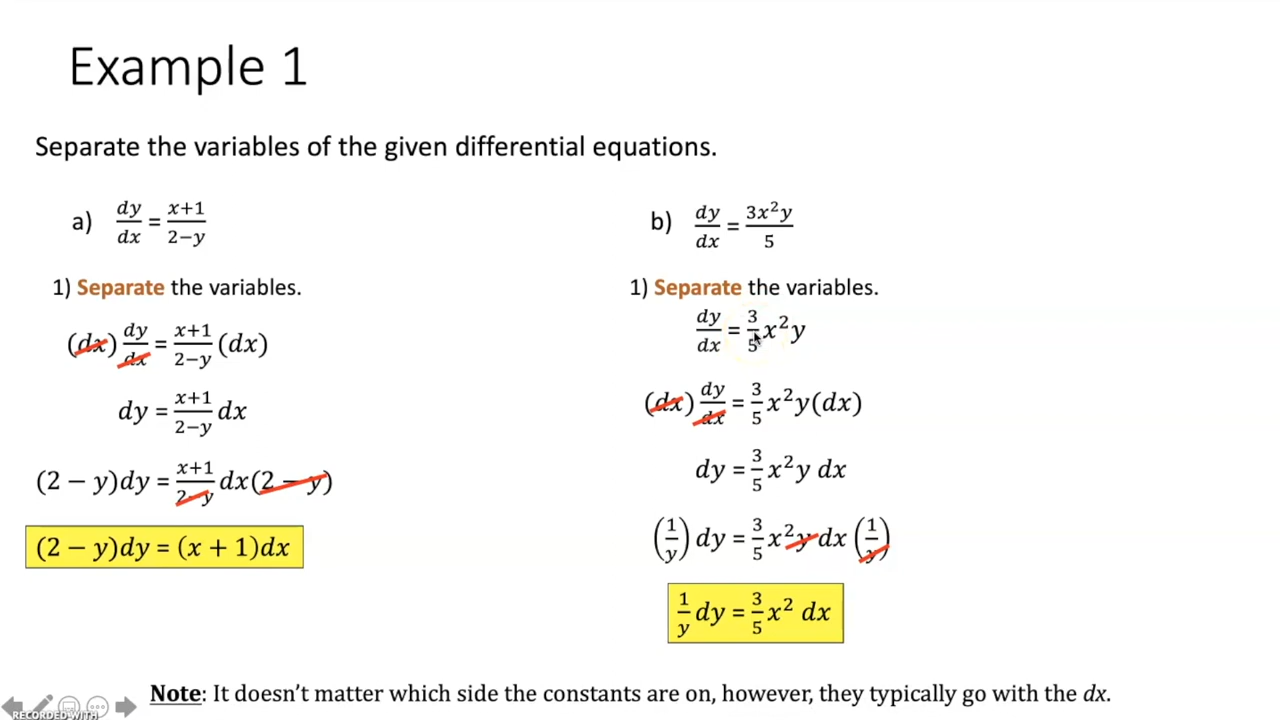 Example 1
Separate the variables of the given differential equations.
a) dy/dx = (x+1)/(2−y)
1) Separate the variables.
(dx) dy/dx = (x+1)/(2−y) (dx)
dy = (x+1)/(2−y) dx
(2 − y)dy = (x+1)/(2−y) dx(2 − y)
(2 − y)dy = (x + 1)dx
b) dy/dx = 3x²y/5
1) Separate the variables.
dy/dx = 3/5 x²y
(dx) dy/dx = 3/5 x²y(dx)
dy = 3/5 x²y dx
(1/y) dy = 3/5 x²y dx (1/y)
1/y dy = 3/5 x² dx
Note: It doesn't matter which side the constants are on, however, they typically go with the dx.
RECORDED WITH